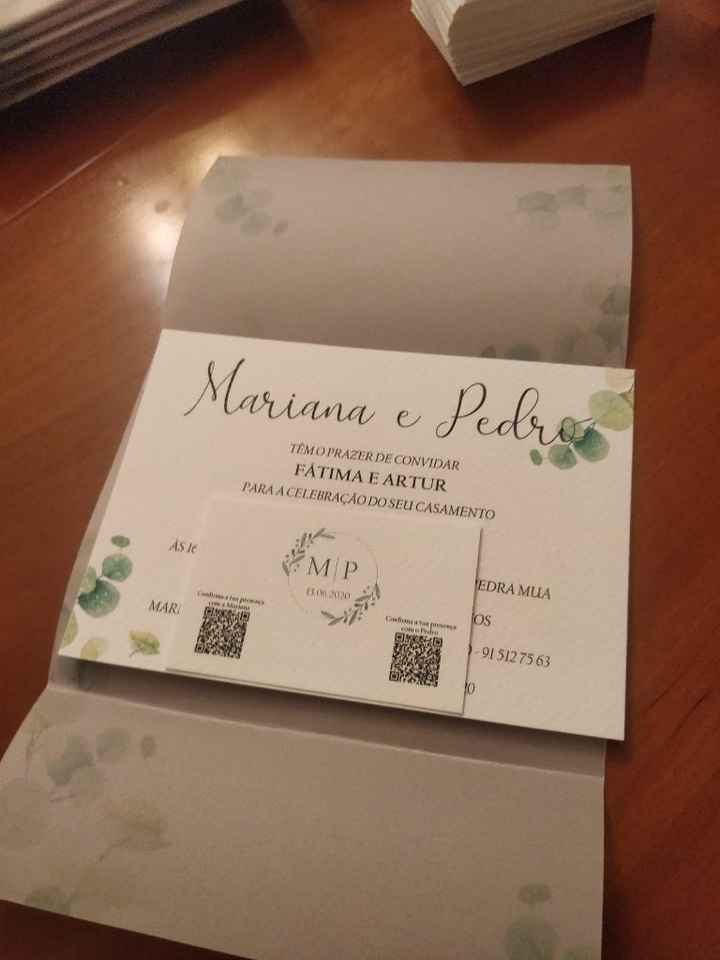 Mariana e Pedro
TÊM O PRAZER DE CONVIDAR
FÁTIMA E ARTUR
PARA A CELEBRAÇÃO DO SEU CASAMENTO
ÀS
PEDRA MUA
- 91 512 75 63
M|P
13.06.2020
Confirma a tua presença
com a Mariana
Confirma a tua presença
com o Pedro